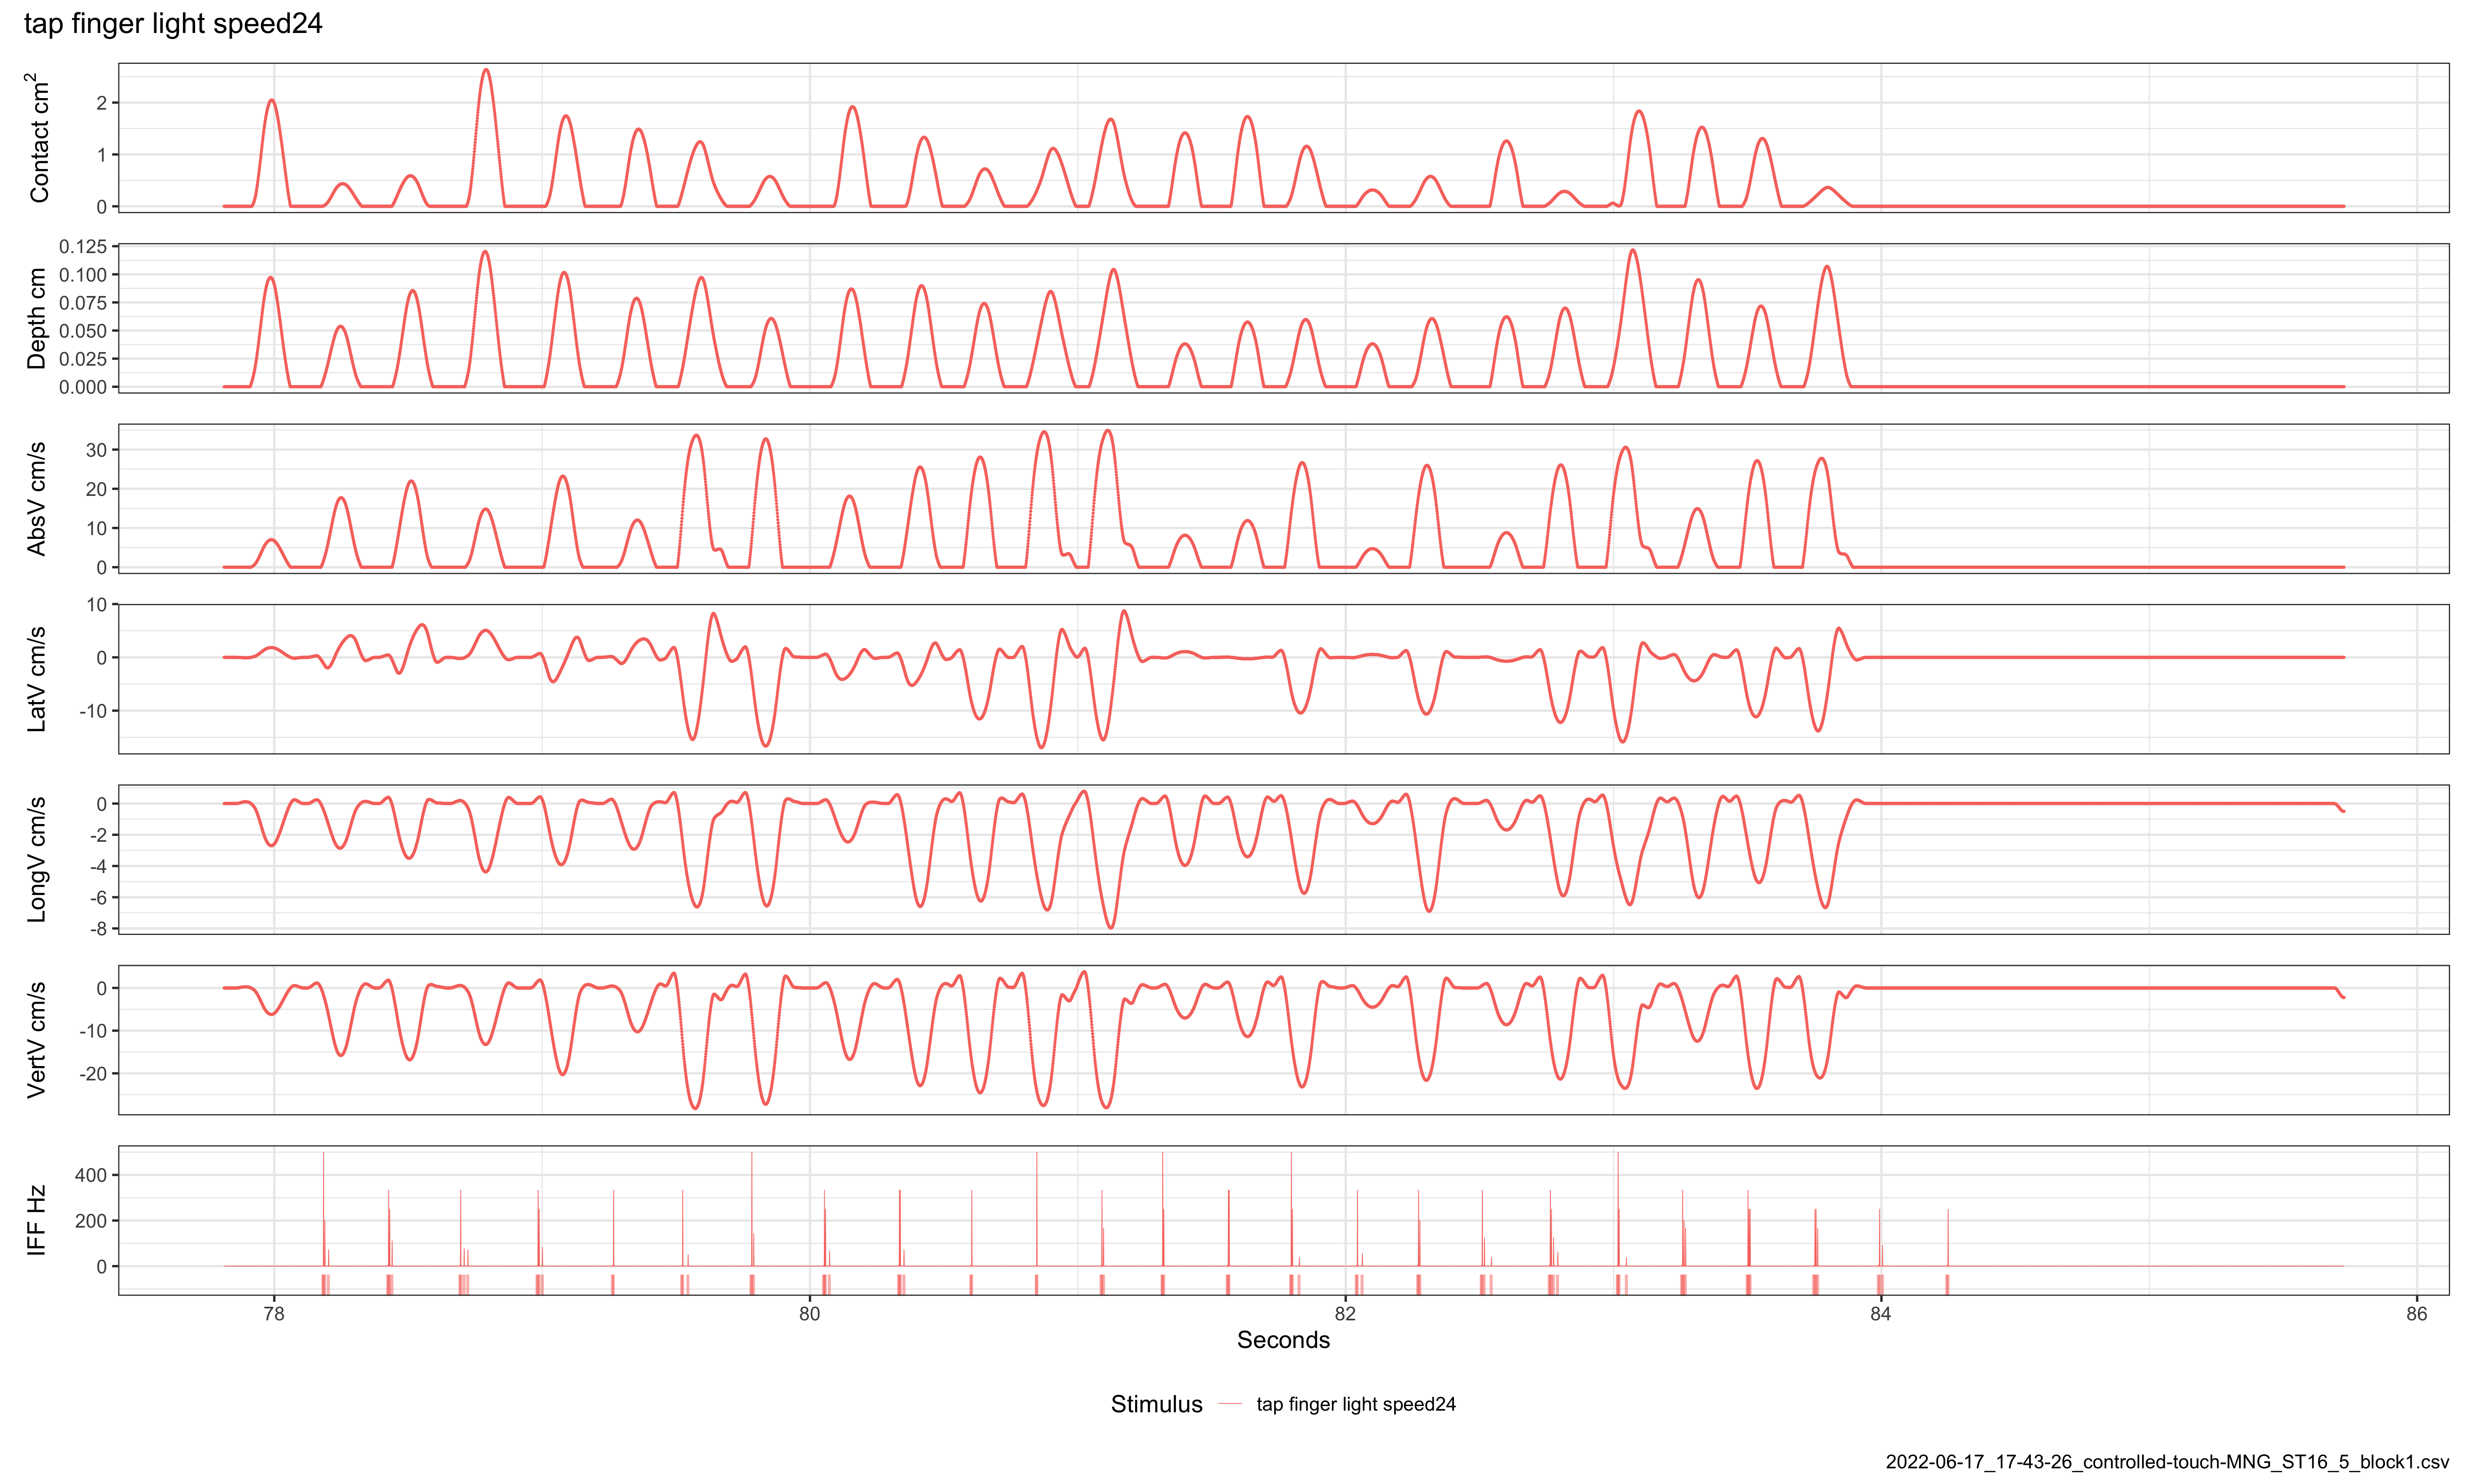 tap finger light speed24
Contact cm2
2
1
0
Depth cm
0.125
0.100
0.075
0.050
0.025
0.000
AbsV cm/s
30
20
10
0
LatV cm/s
10
0
-10
LongV cm/s
0
-2
-4
-6
-8
VertV cm/s
0
-10
-20
IFF Hz
400
200
0
78 80 82 84 86
Seconds
Stimulus tap finger light speed24
2022-06-17_17-43-26_controlled-touch-MNG_ST16_5_block1.csv